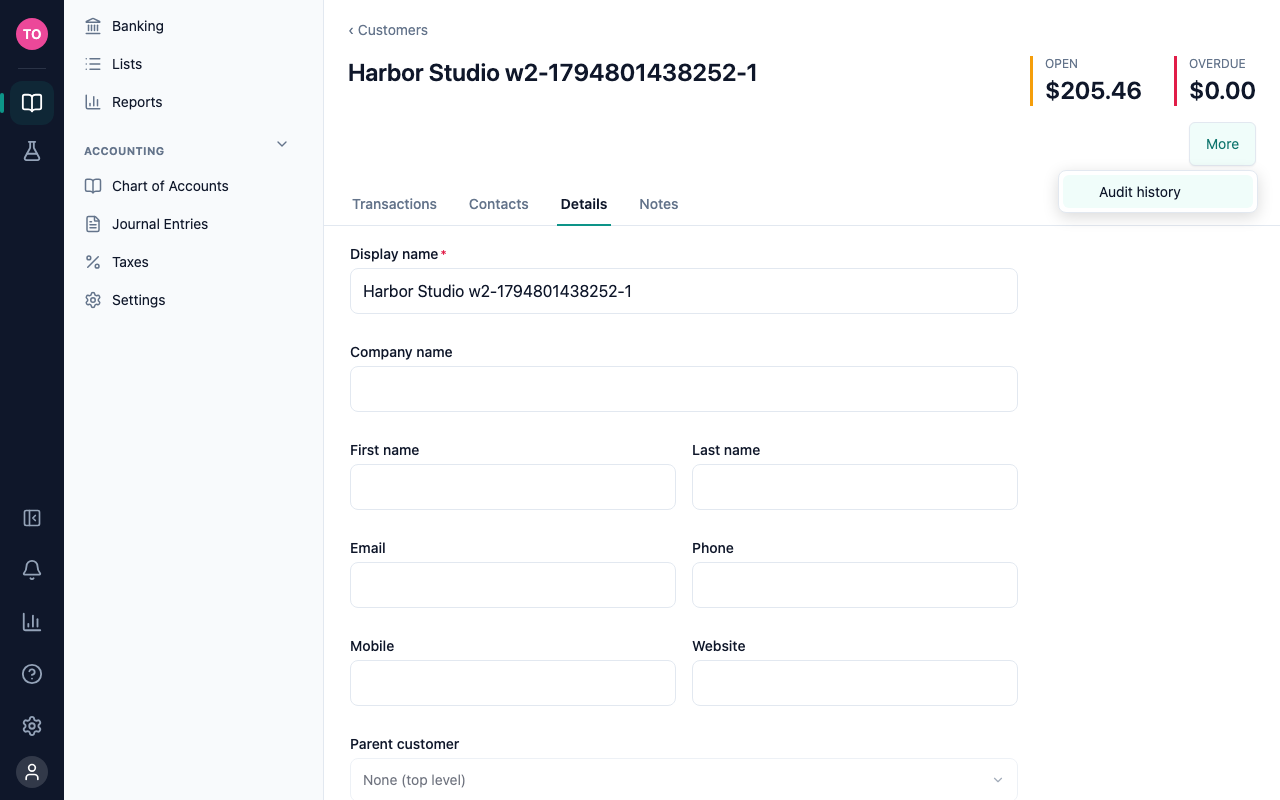 TO
Banking
Lists
Reports
ACCOUNTING
Chart of Accounts
Journal Entries
Taxes
Settings
‹ Customers
Harbor Studio w2-1794801438252-1
OPEN
$205.46
OVERDUE
$0.00
More
Audit history
Transactions
Contacts
Details
Notes
Display name*
Harbor Studio w2-1794801438252-1
Company name
First name
Last name
Email
Phone
Mobile
Website
Parent customer
None (top level)